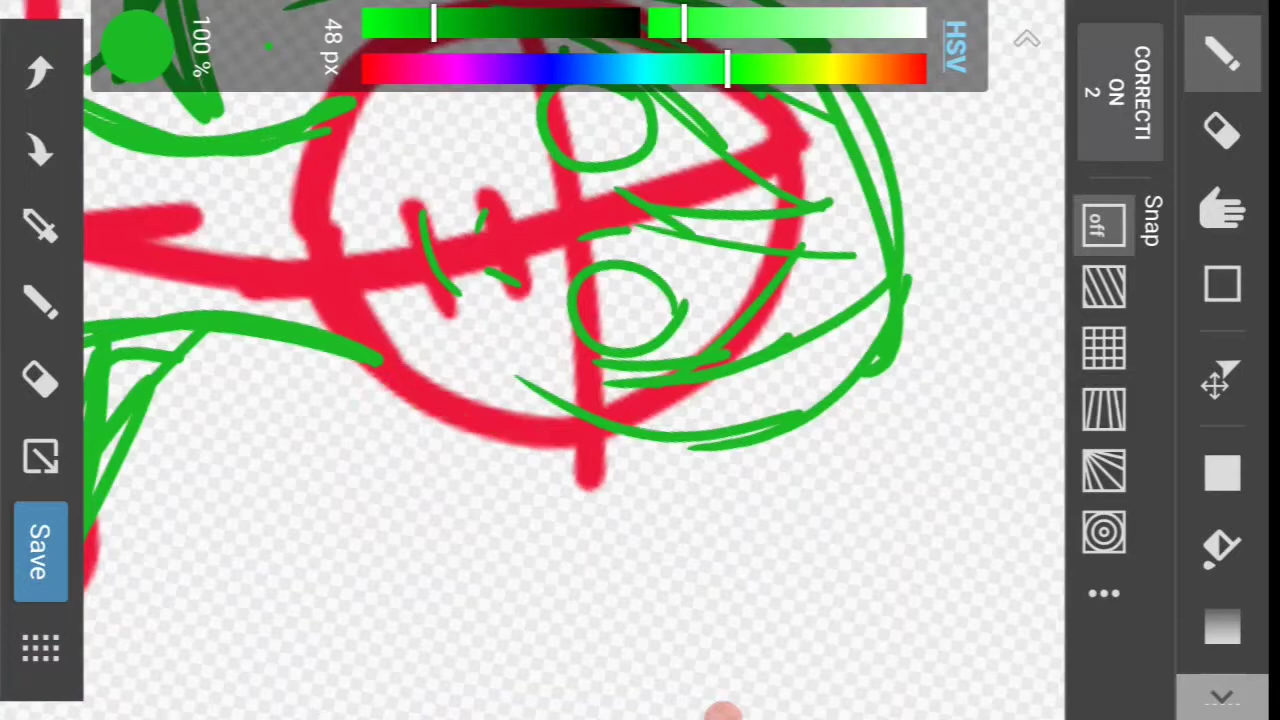 CORRECTI
ON
2
Snap
off
HSV
48 px
100 %
Save